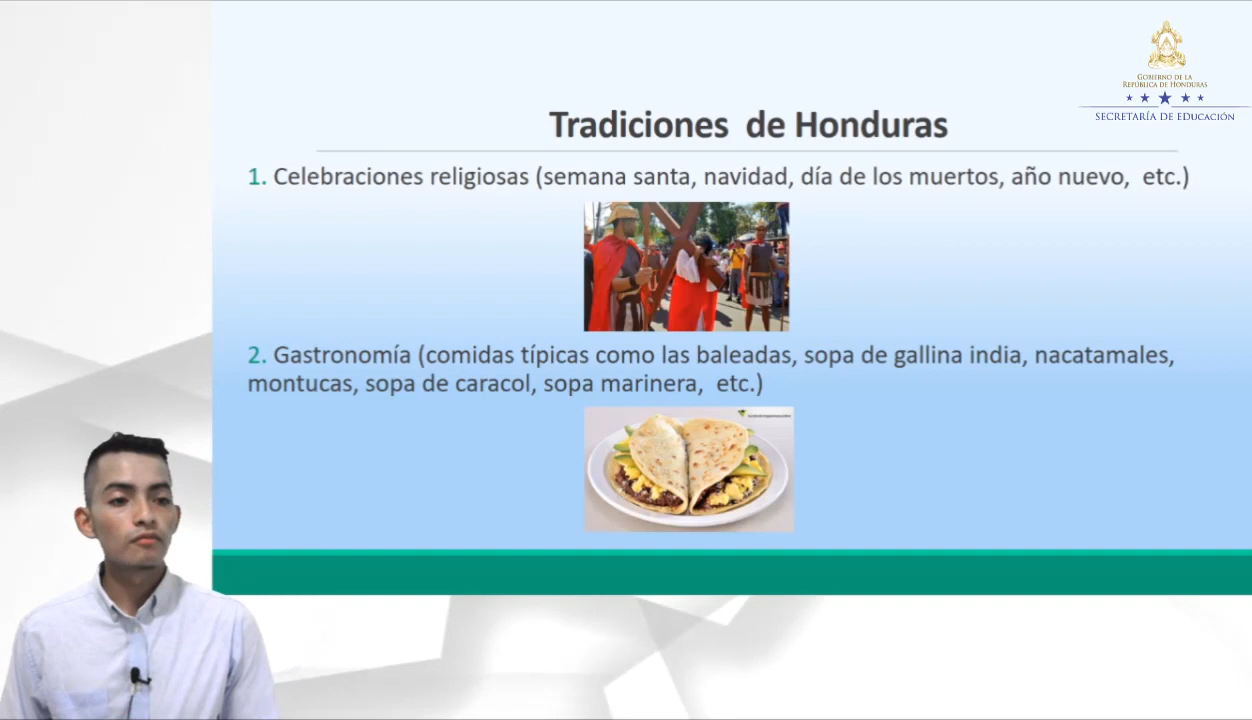 GOBIERNO DE LA
REPÚBLICA DE HONDURAS
SECRETARÍA DE EDUCACIÓN
Tradiciones de Honduras
1. Celebraciones religiosas (semana santa, navidad, día de los muertos, año nuevo, etc.)
2. Gastronomía (comidas típicas como las baleadas, sopa de gallina india, nacatamales,
montucas, sopa de caracol, sopa marinera, etc.)